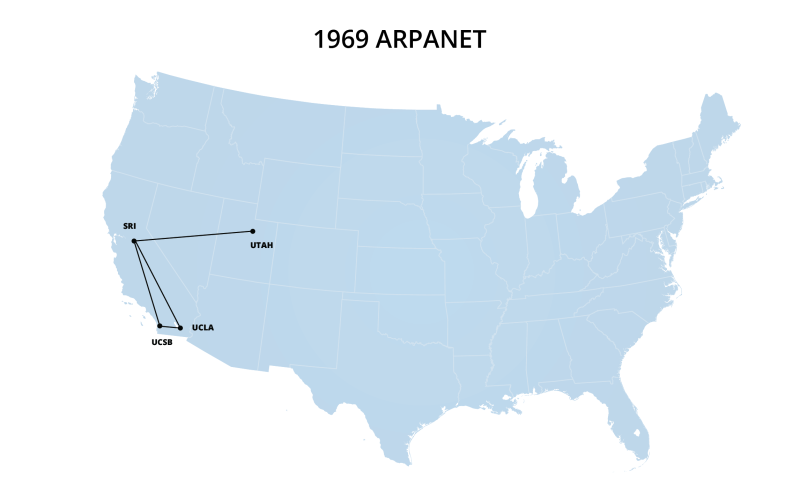 1969 ARPANET
SRI
UTAH
UCLA
UCSB